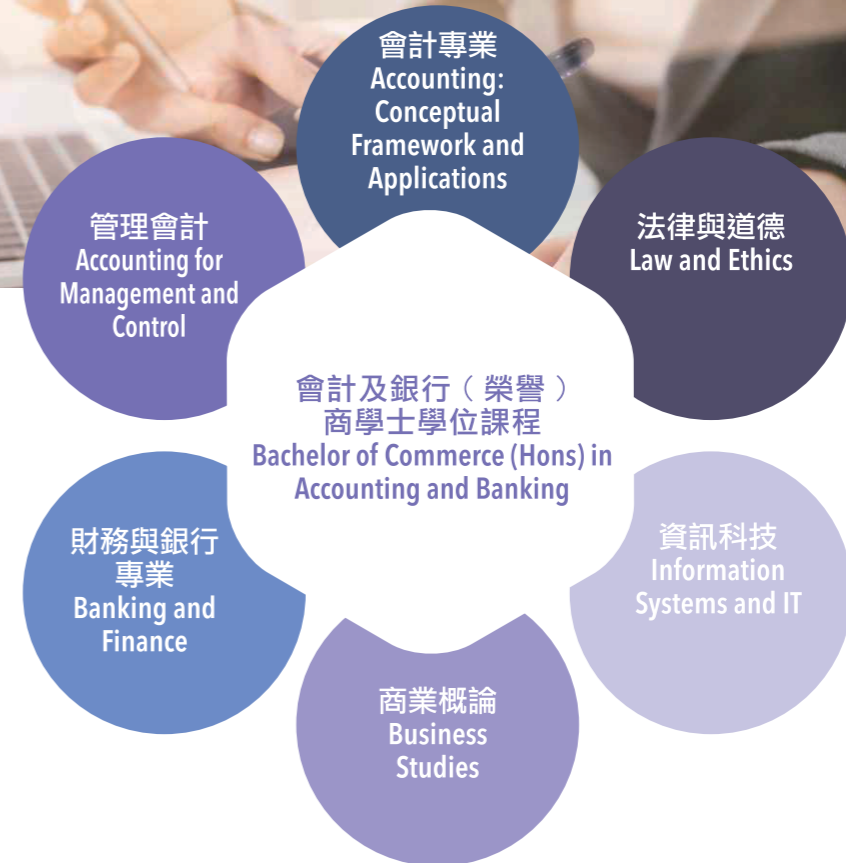 會計專業
Accounting:
Conceptual
Framework and
Applications
管理會計
Accounting for
Management and
Control
法律與道德
Law and Ethics
會計及銀行（榮譽）
商學士學位課程
Bachelor of Commerce (Hons) in
Accounting and Banking
財務與銀行
專業
Banking and
Finance
資訊科技
Information
Systems and IT
商業概論
Business
Studies